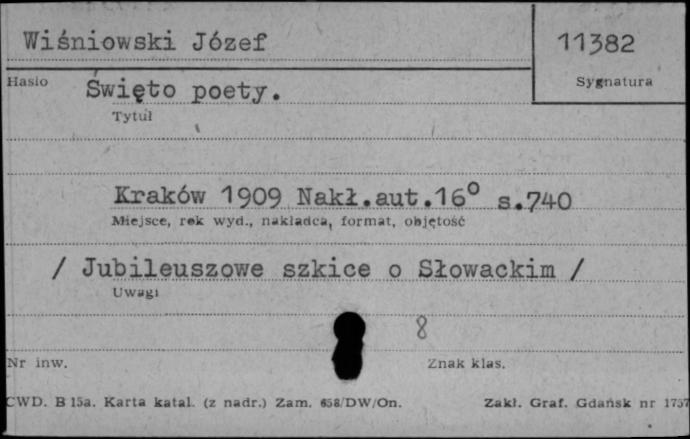 Wiśniowski Józef
11382
Hasło
Sygnatura
Święto poety.
Tytuł
Kraków 1909 Nakł.aut.16° s.740
Miejsce, rok wyd., nakładca, format, objętość
/ Jubileuszowe szkice o Słowackim /
Uwagi
8
Nr inw.
Znak klas.
CWD. B 15a. Karta katal. (z nadr.) Zam. 658/DW/On.
Zakł. Graf. Gdańsk nr 1757